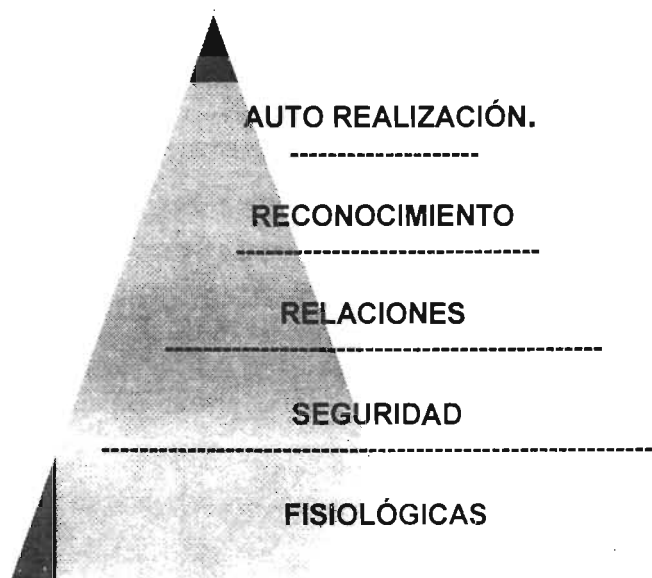 AUTO REALIZACIÓN.
RECONOCIMIENTO
RELACIONES
SEGURIDAD
FISIOLÓGICAS